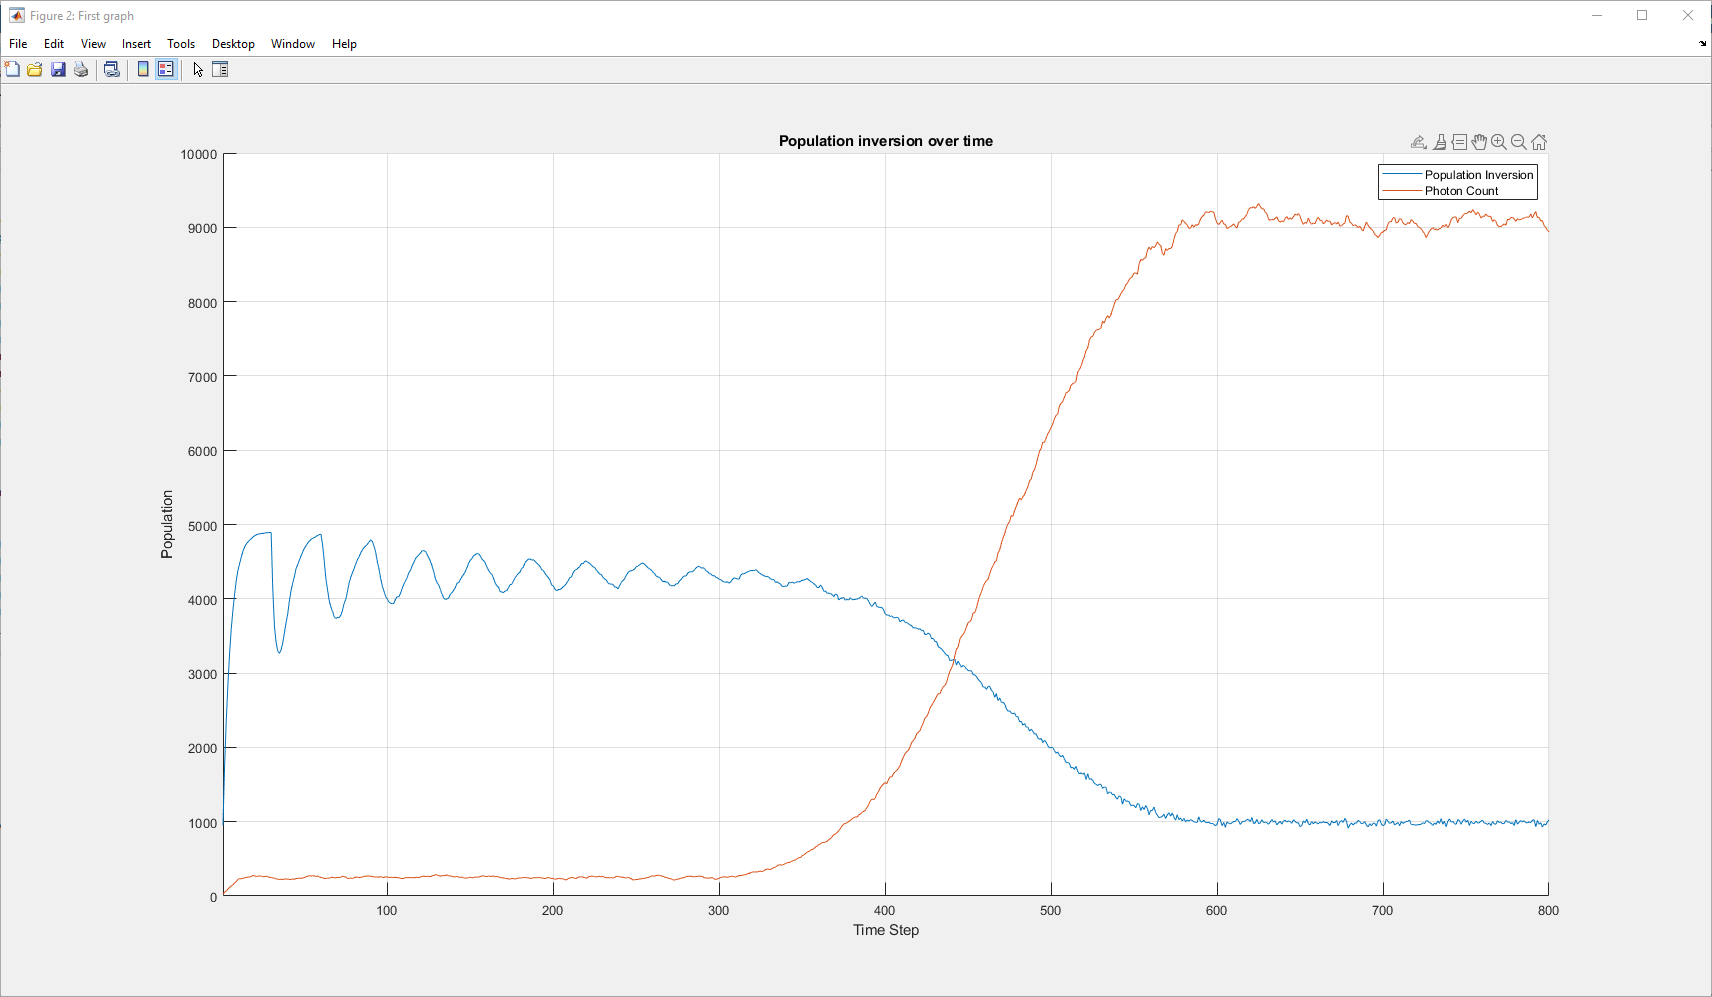 Figure 2: First graph
File Edit View Insert Tools Desktop Window Help
Population inversion over time
Population Inversion
Photon Count
10000
9000
8000
7000
6000
5000
4000
3000
2000
1000
0
Population
100 200 300 400 500 600 700 800
Time Step